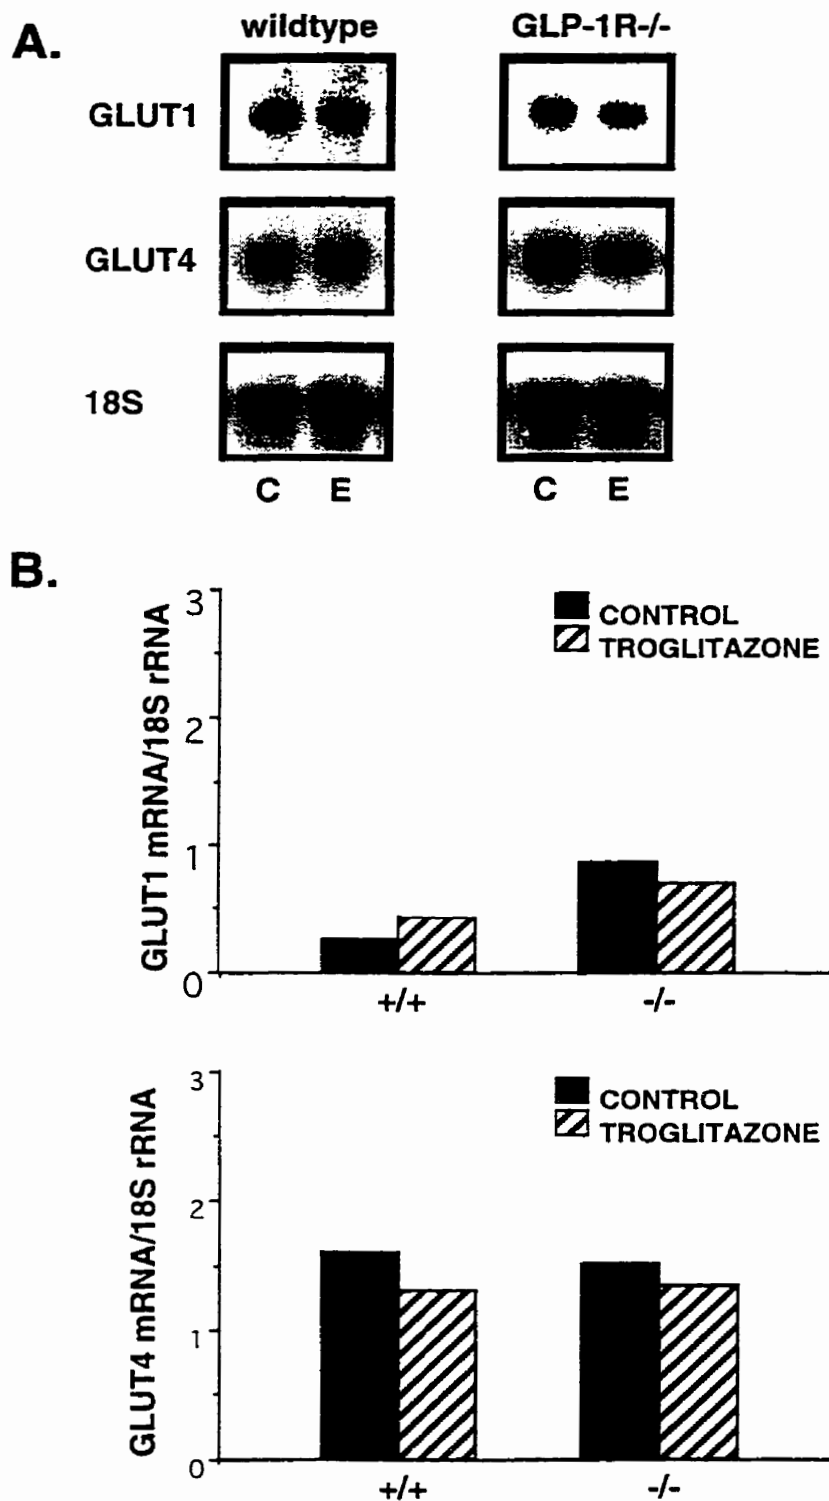 A.
wildtype GLP-1R-/-
GLUT1
GLUT4
18S
C E C E
B.
GLUT1 mRNA/18S rRNA
3
2
1
0
CONTROL
TROGLITAZONE
+/+ -/-
GLUT4 mRNA/18S rRNA
3
2
1
0
CONTROL
TROGLITAZONE
+/+ -/-